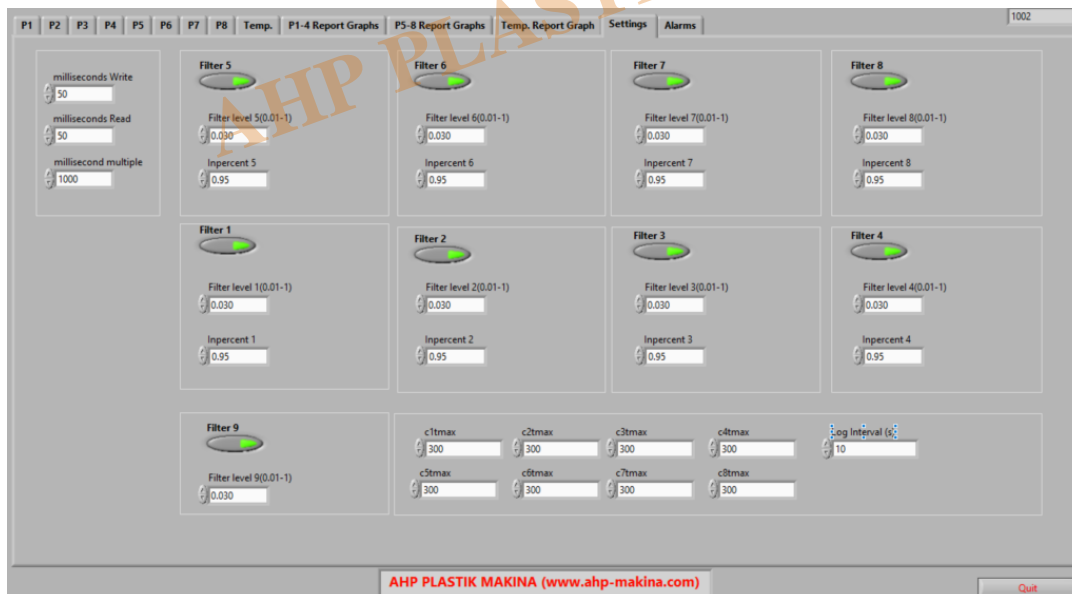 1002
P1 P2 P3 P4 P5 P6 P7 P8 Temp. P1-4 Report Graphs P5-8 Report Graphs Temp. Report Graph Settings Alarms
AHP PLASTI
milliseconds Write
50
milliseconds Read
50
millisecond multiple
1000
Filter 5
Filter level 5(0.01-1)
0.030
Inpercent 5
0.95
Filter 6
Filter level 6(0.01-1)
0.030
Inpercent 6
0.95
Filter 7
Filter level 7(0.01-1)
0.030
Inpercent 7
0.95
Filter 8
Filter level 8(0.01-1)
0.030
Inpercent 8
0.95
Filter 1
Filter level 1(0.01-1)
0.030
Inpercent 1
0.95
Filter 2
Filter level 2(0.01-1)
0.030
Inpercent 2
0.95
Filter 3
Filter level 3(0.01-1)
0.030
Inpercent 3
0.95
Filter 4
Filter level 4(0.01-1)
0.030
Inpercent 4
0.95
Filter 9
Filter level 9(0.01-1)
0.030
c1tmax c2tmax c3tmax c4tmax Log Interval (s)
300 300 300 300 10
c5tmax c6tmax c7tmax c8tmax
300 300 300 300
AHP PLASTIK MAKINA (www.ahp-makina.com)
Quit